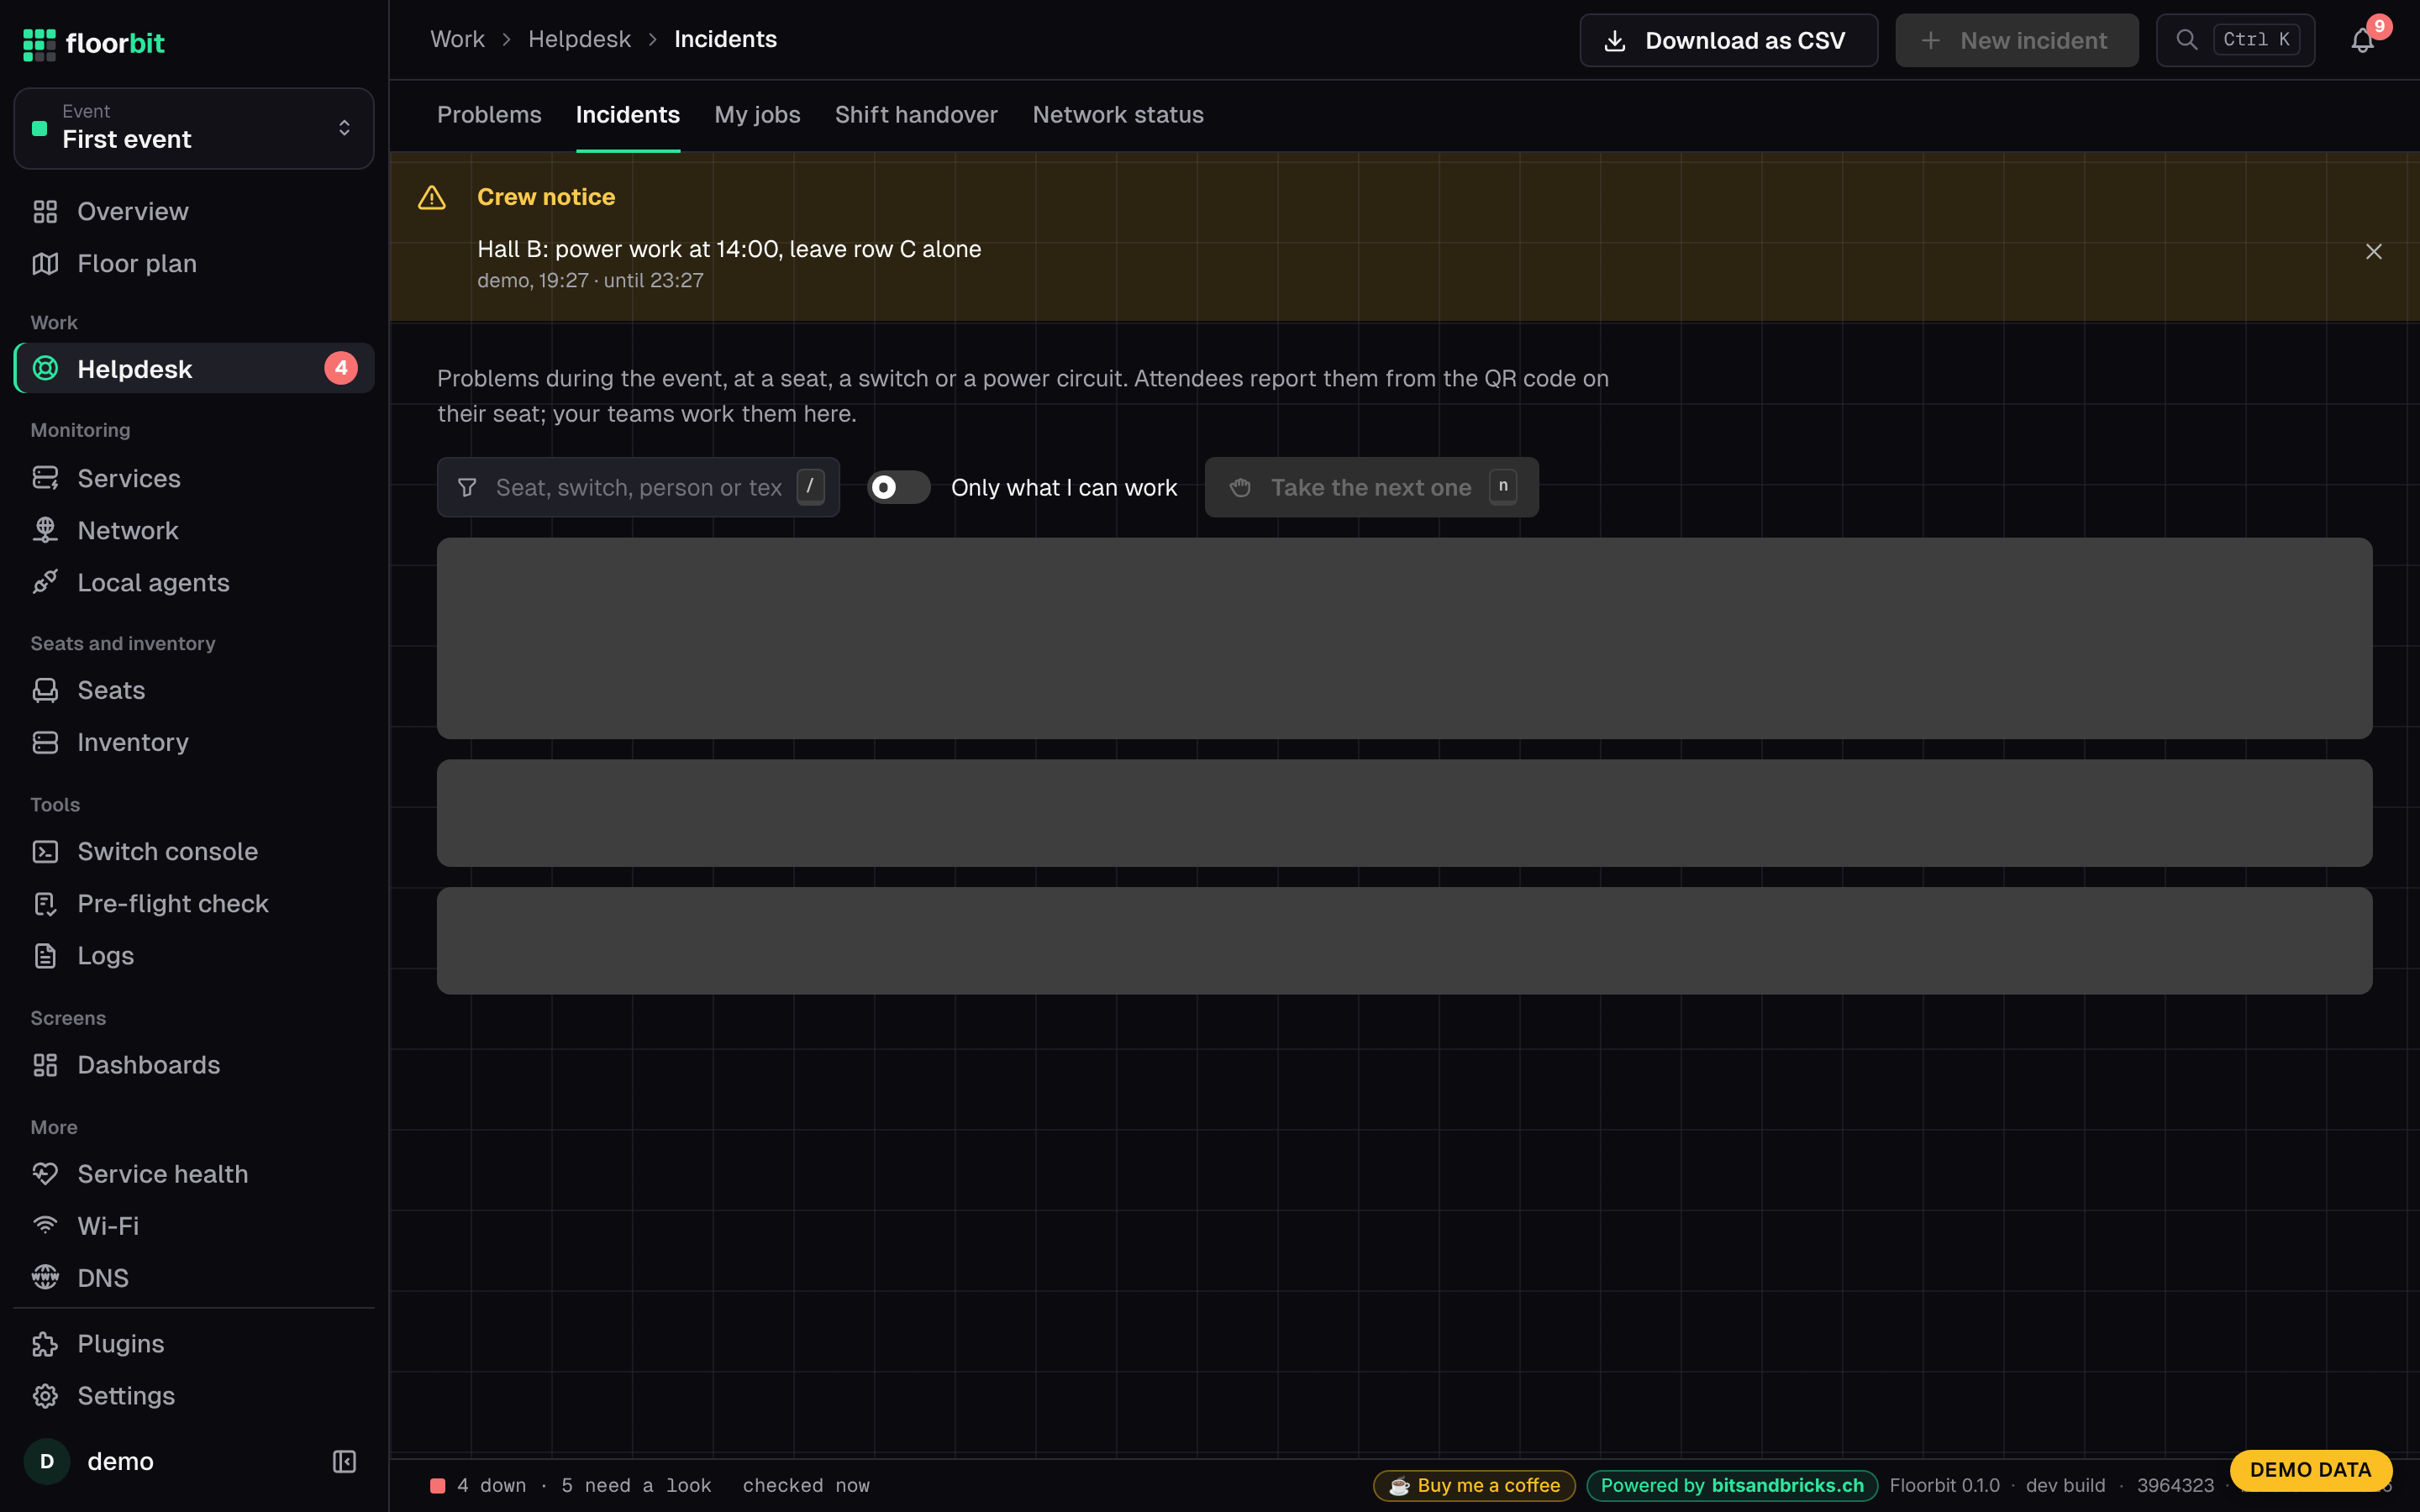 floorbit
Event
First event
Overview
Floor plan
Work
Helpdesk
4
Monitoring
Services
Network
Local agents
Seats and inventory
Seats
Inventory
Tools
Switch console
Pre-flight check
Logs
Screens
Dashboards
More
Service health
Wi-Fi
DNS
Plugins
Settings
D
demo
Work > Helpdesk > Incidents
Download as CSV
+ New incident
Ctrl K
9
Problems
Incidents
My jobs
Shift handover
Network status
Crew notice
Hall B: power work at 14:00, leave row C alone
demo, 19:27 · until 23:27
Problems during the event, at a seat, a switch or a power circuit. Attendees report them from the QR code on
their seat; your teams work them here.
Seat, switch, person or tex
/
Only what I can work
Take the next one
n
4 down · 5 need a look checked now
Buy me a coffee
Powered by bitsandbricks.ch
Floorbit 0.1.0 · dev build · 3964323 ·
DEMO DATA